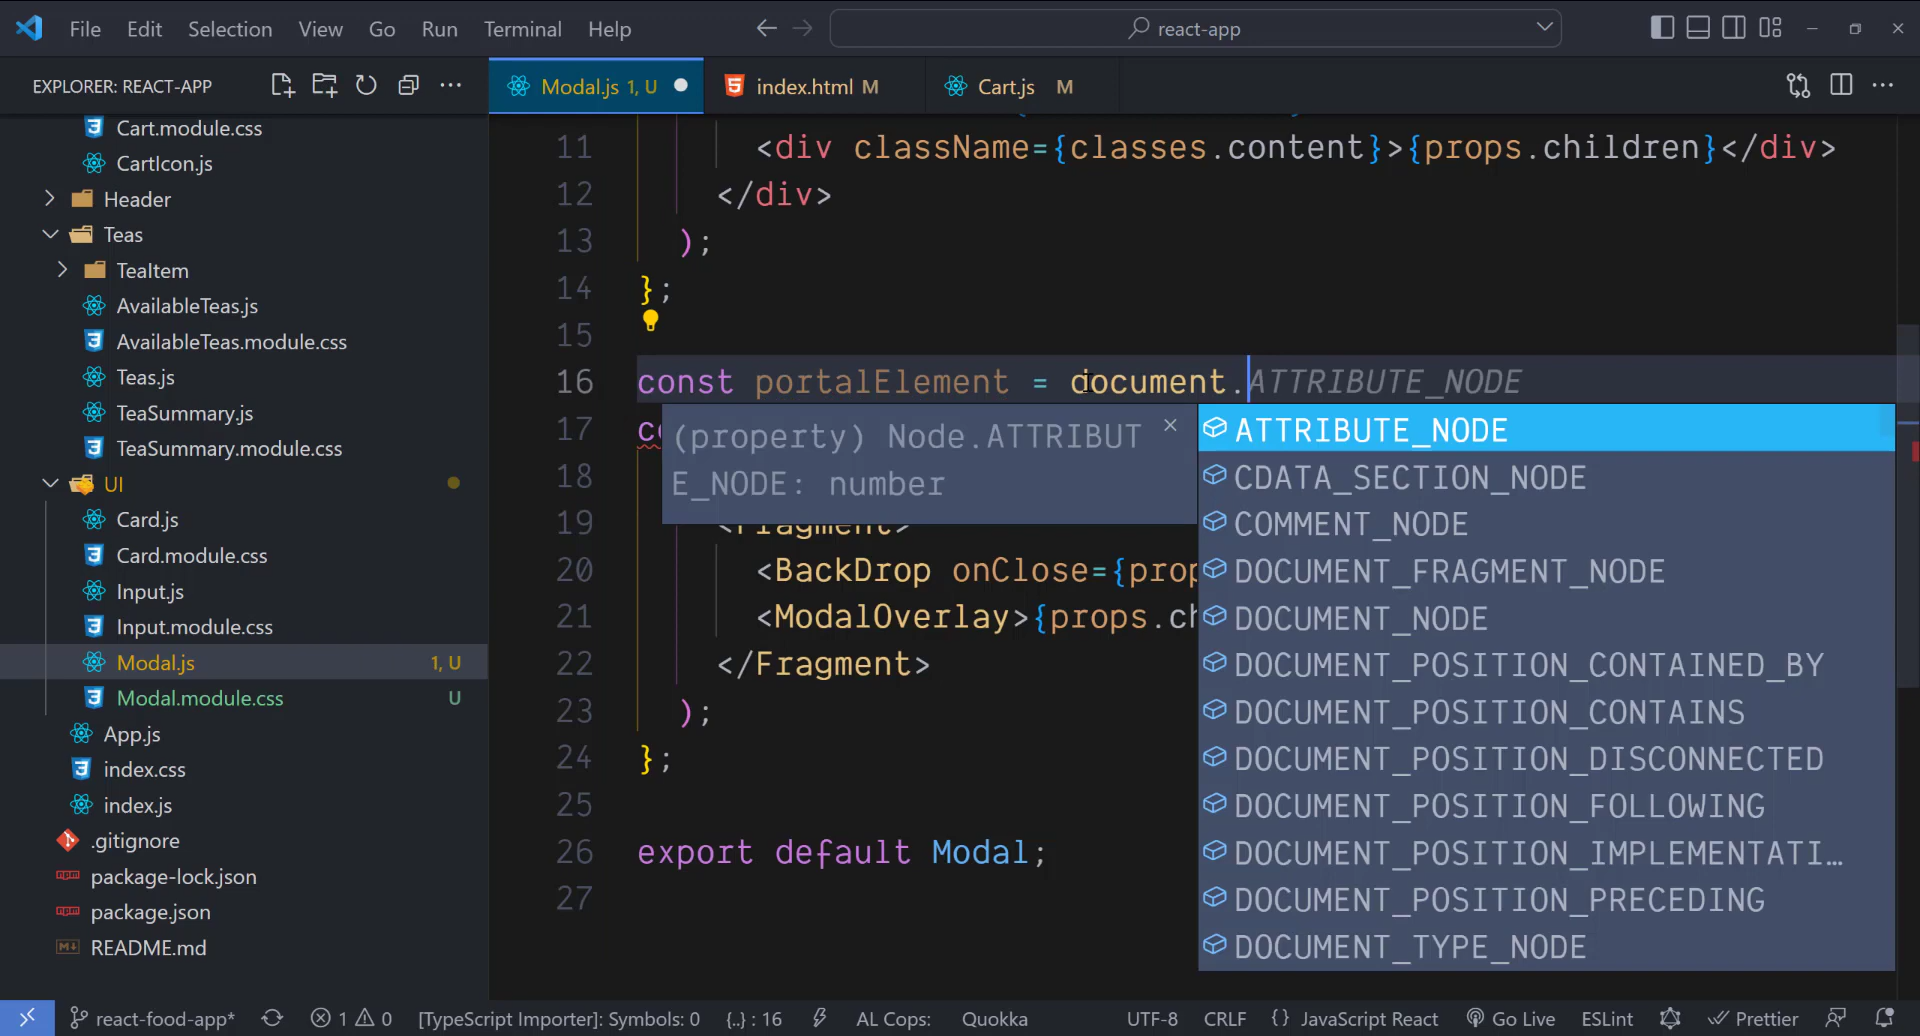 File Edit Selection View Go Run Terminal Help
react-app
EXPLORER: REACT-APP
Modal.js 1, U
index.html M
Cart.js M
Cart.module.css
CartIcon.js
Header
Teas
TeaItem
AvailableTeas.js
AvailableTeas.module.css
Teas.js
TeaSummary.js
TeaSummary.module.css
UI
Card.js
Card.module.css
Input.js
Input.module.css
Modal.js 1, U
Modal.module.css U
App.js
index.css
index.js
.gitignore
package-lock.json
package.json
README.md
11 <div className={classes.content}>{props.children}</div>
12 </div>
13 );
14 };
15
16 const portalElement = document.ATTRIBUTE_NODE
17
18
19 <Fragment>
20 <BackDrop onClose={prop
21 <ModalOverlay>{props.ch
22 </Fragment>
23 );
24 };
25
26 export default Modal;
27
(property) Node.ATTRIBUT
E_NODE: number
ATTRIBUTE_NODE
CDATA_SECTION_NODE
COMMENT_NODE
DOCUMENT_FRAGMENT_NODE
DOCUMENT_NODE
DOCUMENT_POSITION_CONTAINED_BY
DOCUMENT_POSITION_CONTAINS
DOCUMENT_POSITION_DISCONNECTED
DOCUMENT_POSITION_FOLLOWING
DOCUMENT_POSITION_IMPLEMENTATI…
DOCUMENT_POSITION_PRECEDING
DOCUMENT_TYPE_NODE
react-food-app* 1 0 [TypeScript Importer]: Symbols: 0 {..} : 16 AL Cops: Quokka UTF-8 CRLF {} JavaScript React Go Live ESLint Prettier